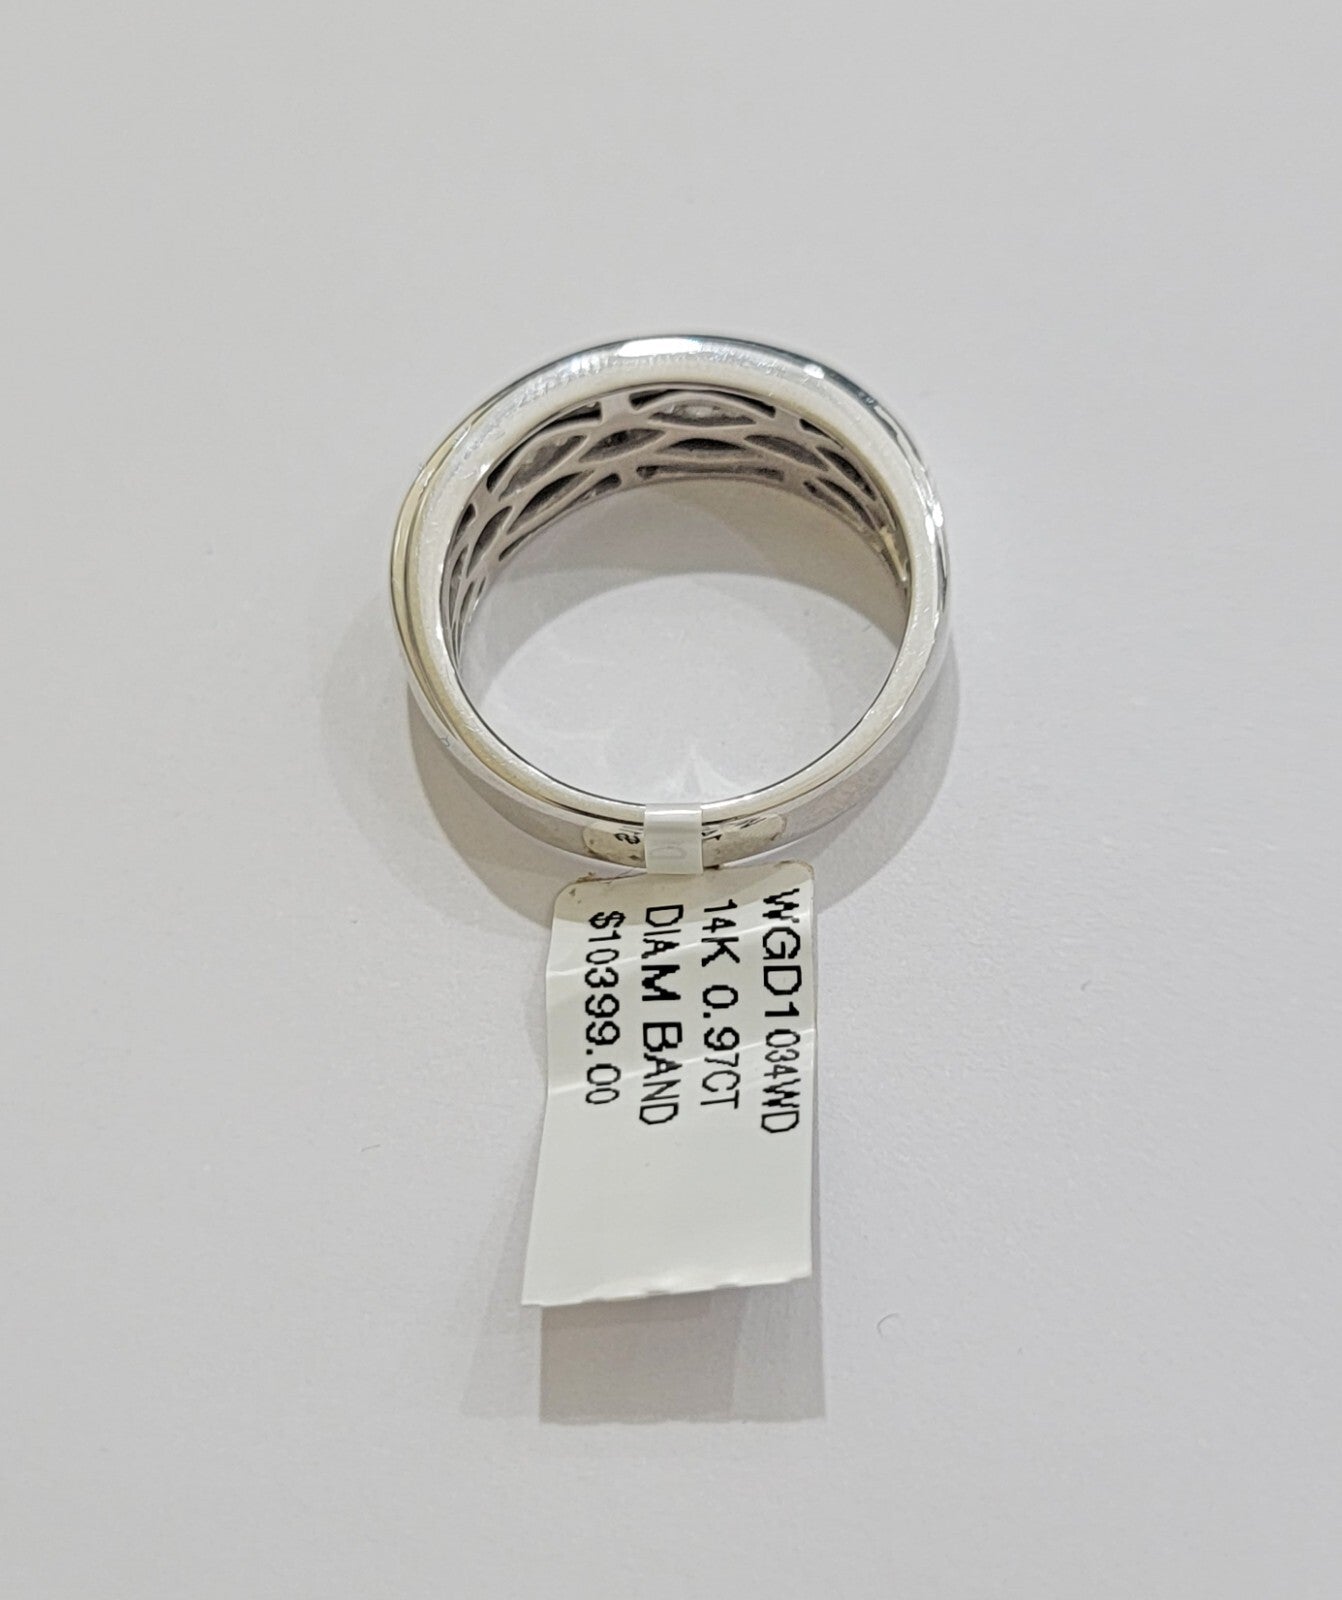 WGD1034WD
14K 0.97CT
DIAM BAND
$10399.00